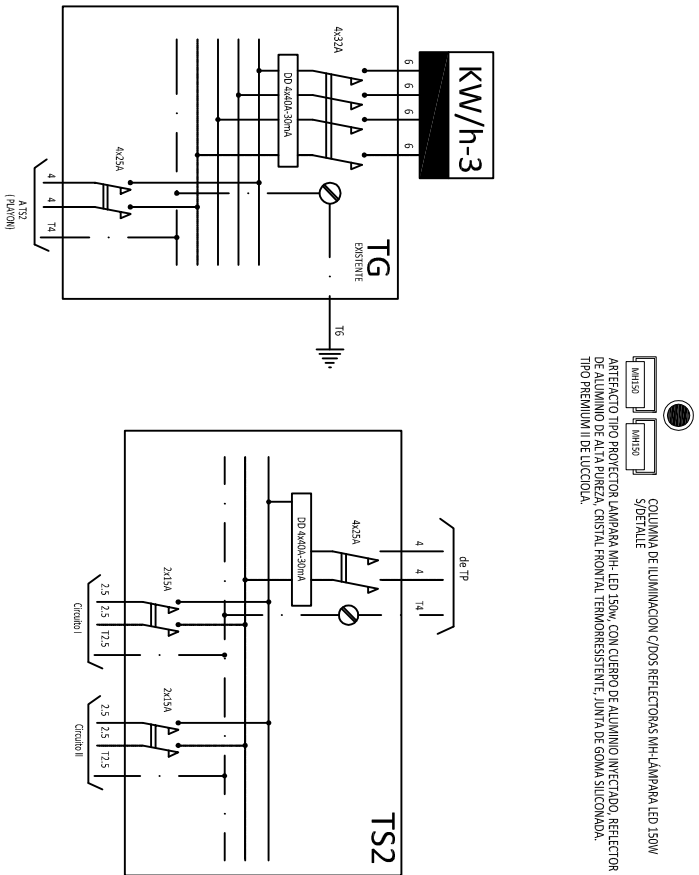 KW/h-3
6
6
6
6
4x32A
DD 4x40A-30mA
TG
EXISTENTE
T6
4x25A
4
4
T4
A TS2
( PLAYON)
MH150
MH150
COLUMNA DE ILUMINACION C/DOS REFLECTORAS MH-LÁMPARA LED 150W
S/DETALLE
ARTEFACTO TIPO PROYECTOR LAMPARA MH- LED 150w, CON CUERPO DE ALUMINIO INYECTADO, REFLECTOR
DE ALUMINIO DE ALTA PUREZA, CRISTAL FRONTAL TERMORRESISTENTE, JUNTA DE GOMA SILICONADA.
TIPO PREMIUM II DE LUCCIOLA.
de TP
4
4
T4
4x25A
DD 4x40A-30mA
TS2
2x15A
2.5
2.5
T2.5
Circuito I
2x15A
2.5
2.5
T2.5
Circuito II